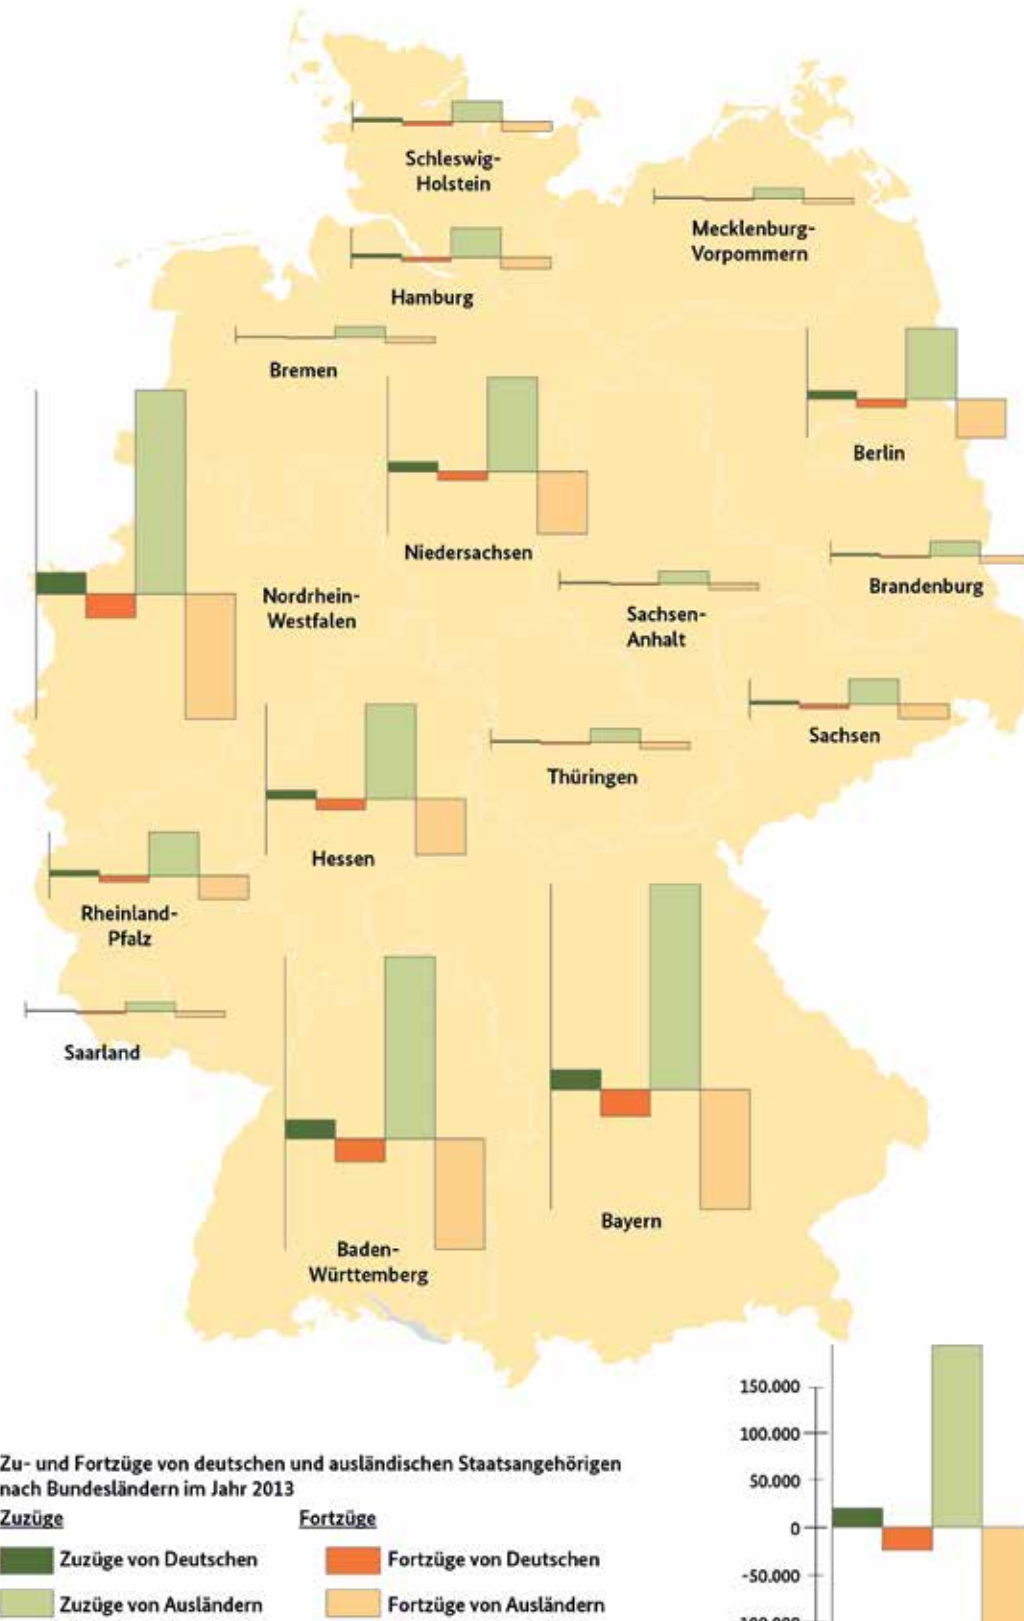 Schleswig-
Holstein
Mecklenburg-
Vorpommern
Hamburg
Bremen
Berlin
Niedersachsen
Brandenburg
Nordrhein-
Westfalen
Sachsen-
Anhalt
Sachsen
Thüringen
Hessen
Rheinland-
Pfalz
Saarland
Bayern
Baden-
Württemberg
150.000
100.000
50.000
0
-50.000
Zu- und Fortzüge von deutschen und ausländischen Staatsangehörigen
nach Bundesländern im Jahr 2013
Zuzüge
Fortzüge
Zuzüge von Deutschen
Fortzüge von Deutschen
Zuzüge von Ausländern
Fortzüge von Ausländern